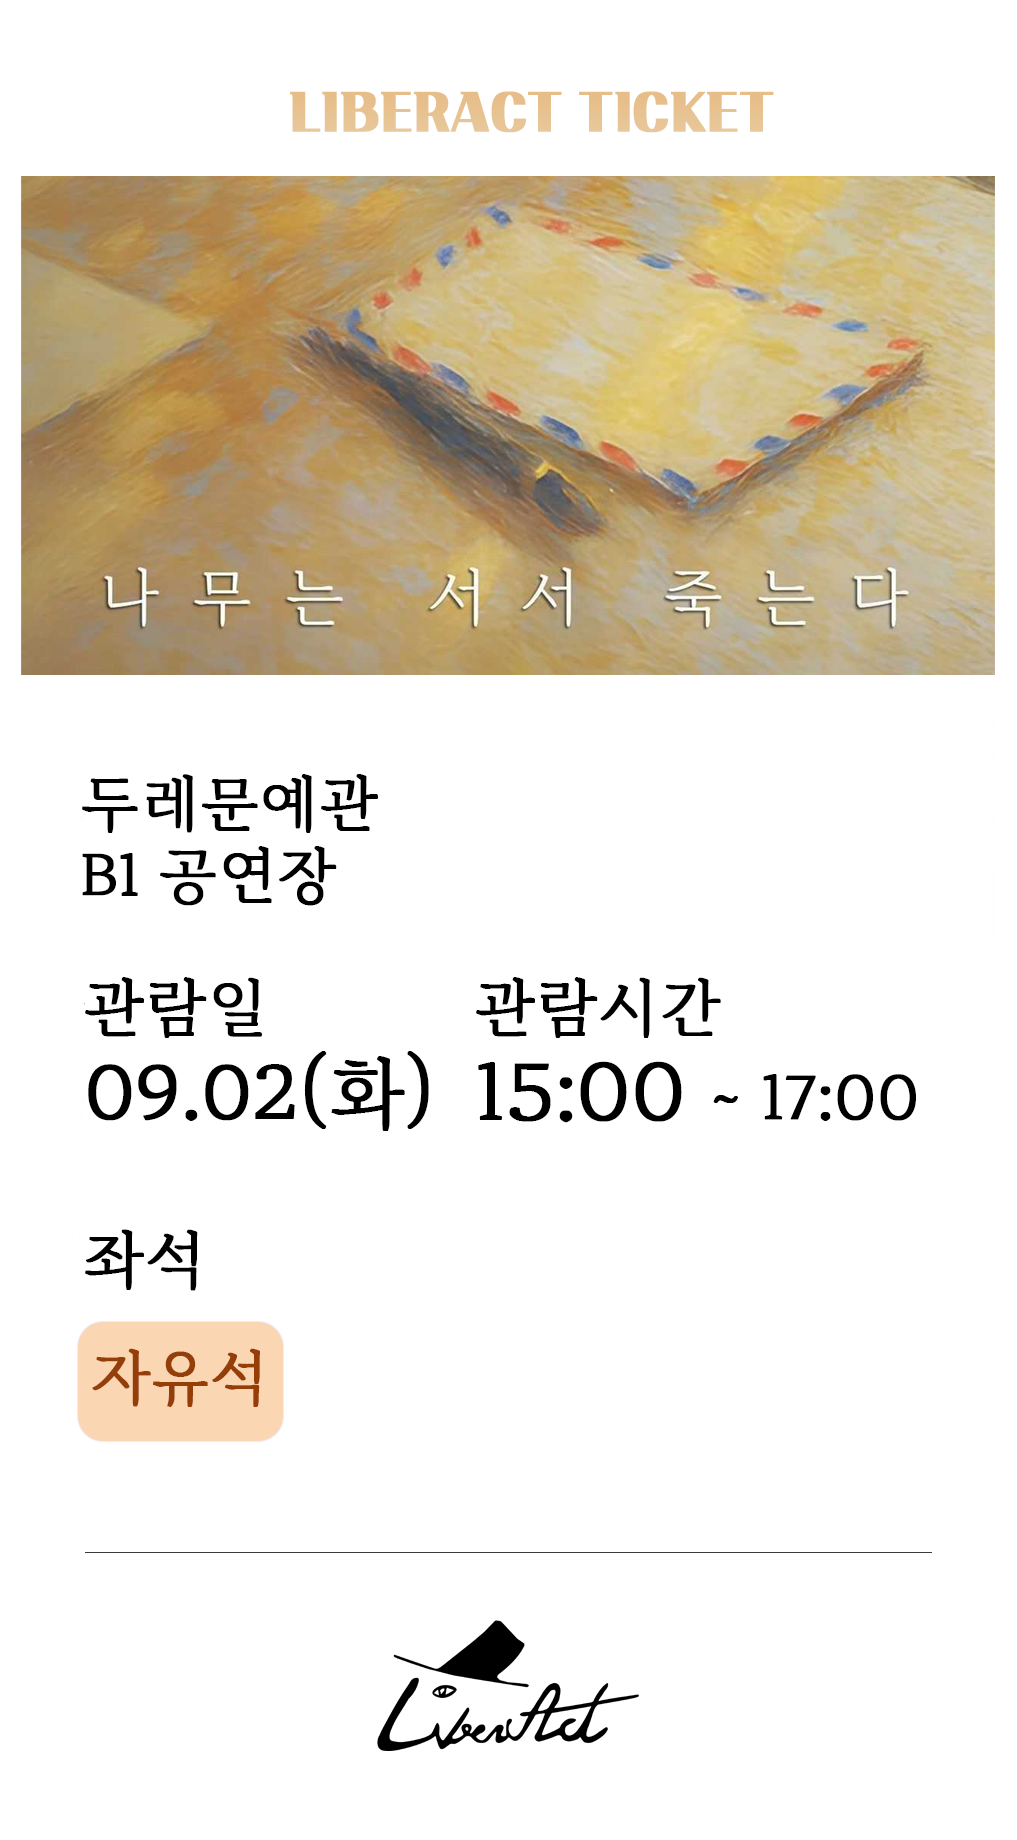 LIBERACT TICKET
나무는 서서 죽는다
두레문예관
B1 공연장
관람일 관람시간
09.02(화) 15:00 ~ 17:00
좌석
자유석
LiberAct